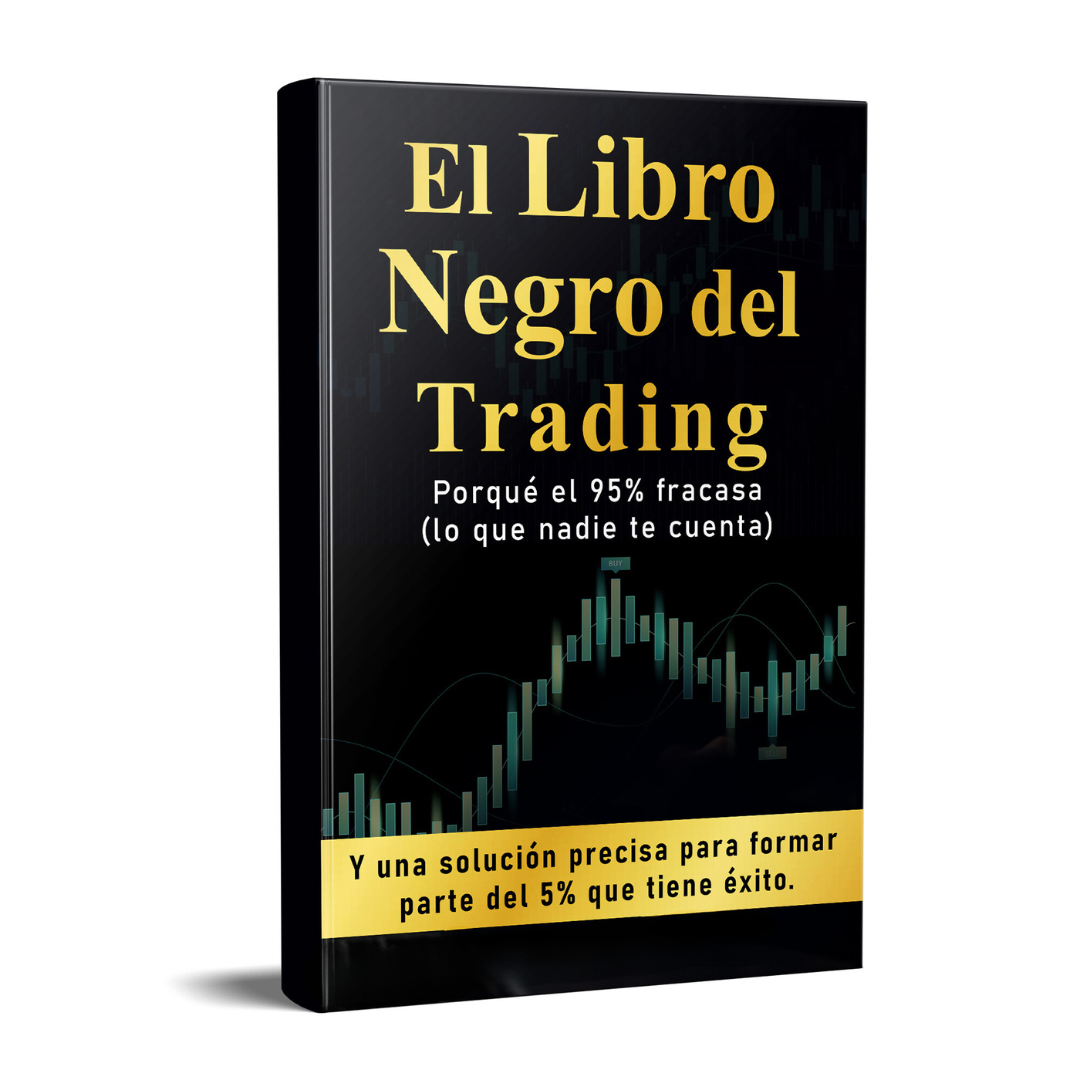 El Libro
Negro del
Trading
Porqué el 95% fracasa
(lo que nadie te cuenta)
BUY
Y una solución precisa para formar
parte del 5% que tiene éxito.